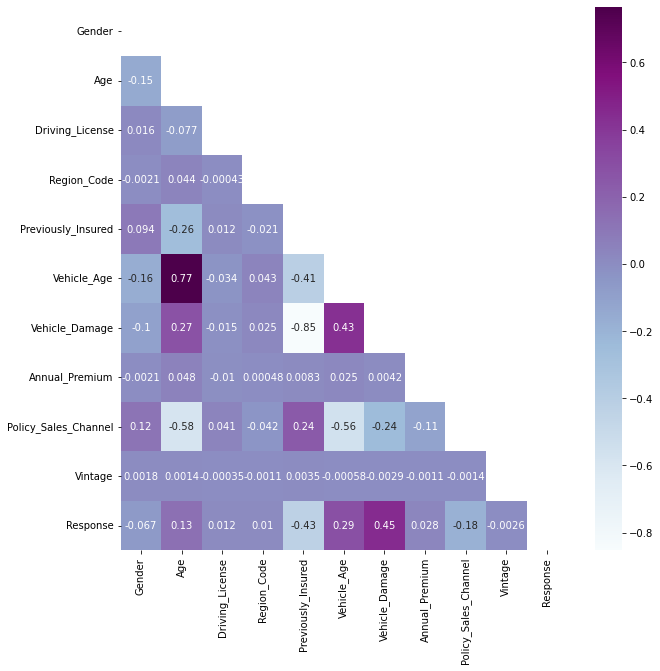 Gender
Age -0.15
Driving_License 0.016 -0.077
Region_Code -0.0021 0.044 -0.00043
Previously_Insured 0.094 -0.26 0.012 -0.021
Vehicle_Age -0.16 0.77 -0.034 0.043 -0.41
Vehicle_Damage -0.1 0.27 -0.015 0.025 -0.85 0.43
Annual_Premium -0.0021 0.048 -0.01 0.00048 0.0083 0.025 0.0042
Policy_Sales_Channel 0.12 -0.58 0.041 -0.042 0.24 -0.56 -0.24 -0.11
Vintage 0.0018 0.0014 -0.00035 -0.0011 0.0035 -0.00058 -0.0029 -0.0011 -0.0014
Response -0.067 0.13 0.012 0.01 -0.43 0.29 0.45 0.028 -0.18 -0.0026
Gender
Age
Driving_License
Region_Code
Previously_Insured
Vehicle_Age
Vehicle_Damage
Annual_Premium
Policy_Sales_Channel
Vintage
Response
0.6
0.4
0.2
0.0
−0.2
−0.4
−0.6
−0.8